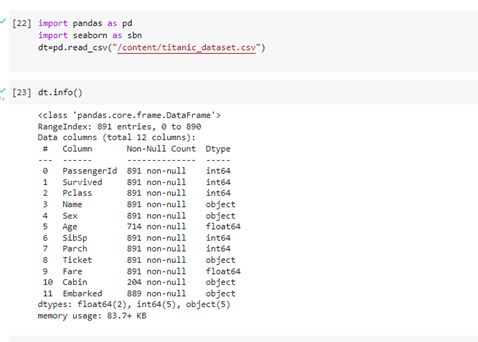 [22] import pandas as pd
import seaborn as sbn
dt=pd.read_csv("/content/titanic_dataset.csv")
[23] dt.info()
<class 'pandas.core.frame.DataFrame'>
RangeIndex: 891 entries, 0 to 890
Data columns (total 12 columns):
# Column Non-Null Count Dtype
--- ------ -------------- -----
0 PassengerId 891 non-null int64
1 Survived 891 non-null int64
2 Pclass 891 non-null int64
3 Name 891 non-null object
4 Sex 891 non-null object
5 Age 714 non-null float64
6 SibSp 891 non-null int64
7 Parch 891 non-null int64
8 Ticket 891 non-null object
9 Fare 891 non-null float64
10 Cabin 204 non-null object
11 Embarked 889 non-null object
dtypes: float64(2), int64(5), object(5)
memory usage: 83.7+ KB